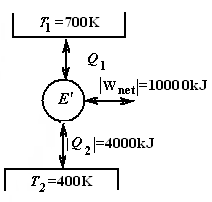 T₁=700K
Q₁
|Wnet|=10000kJ
E'
|Q₂|=4000kJ
T₂=400K